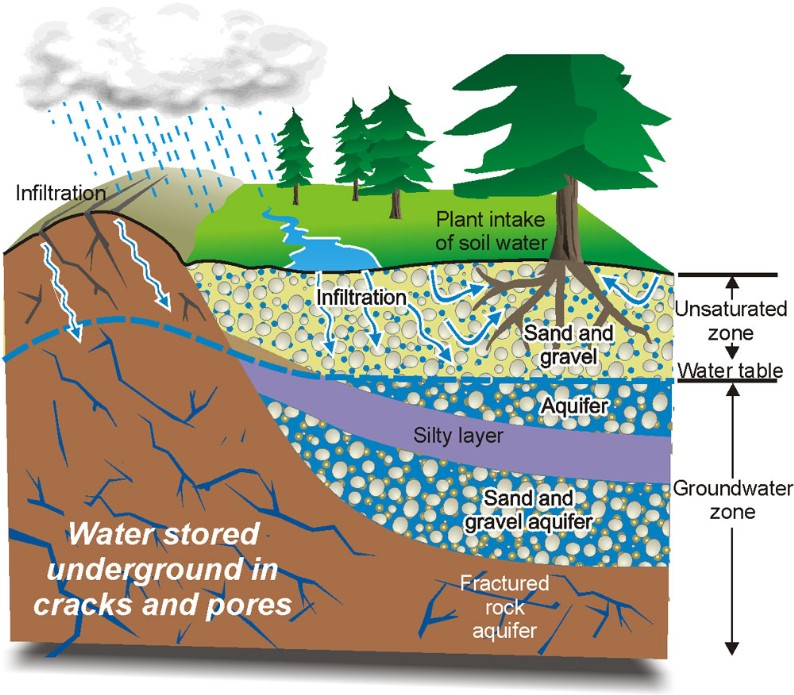 Infiltration
Plant intake
of soil water
Infiltration
Sand and
gravel
Unsaturated
zone
Water table
Aquifer
Silty layer
Groundwater
zone
Sand and
gravel aquifer
Water stored
underground in
cracks and pores
Fractured
rock
aquifer